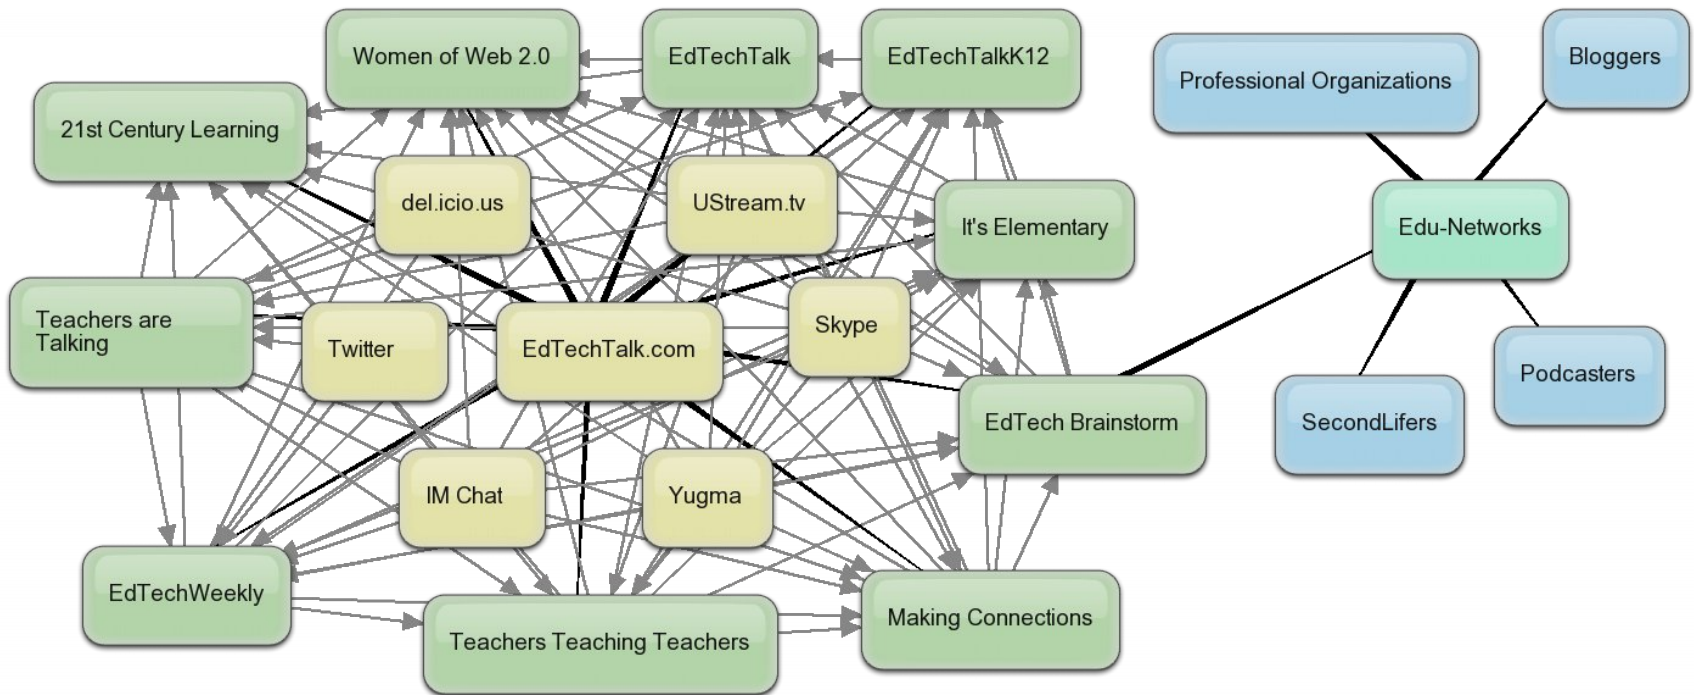 Women of Web 2.0
EdTechTalk
EdTechTalkK12
Professional Organizations
Bloggers
21st Century Learning
del.icio.us
UStream.tv
It's Elementary
Edu-Networks
Teachers are
Talking
Twitter
EdTechTalk.com
Skype
Podcasters
EdTech Brainstorm
SecondLifers
IM Chat
Yugma
EdTechWeekly
Teachers Teaching Teachers
Making Connections